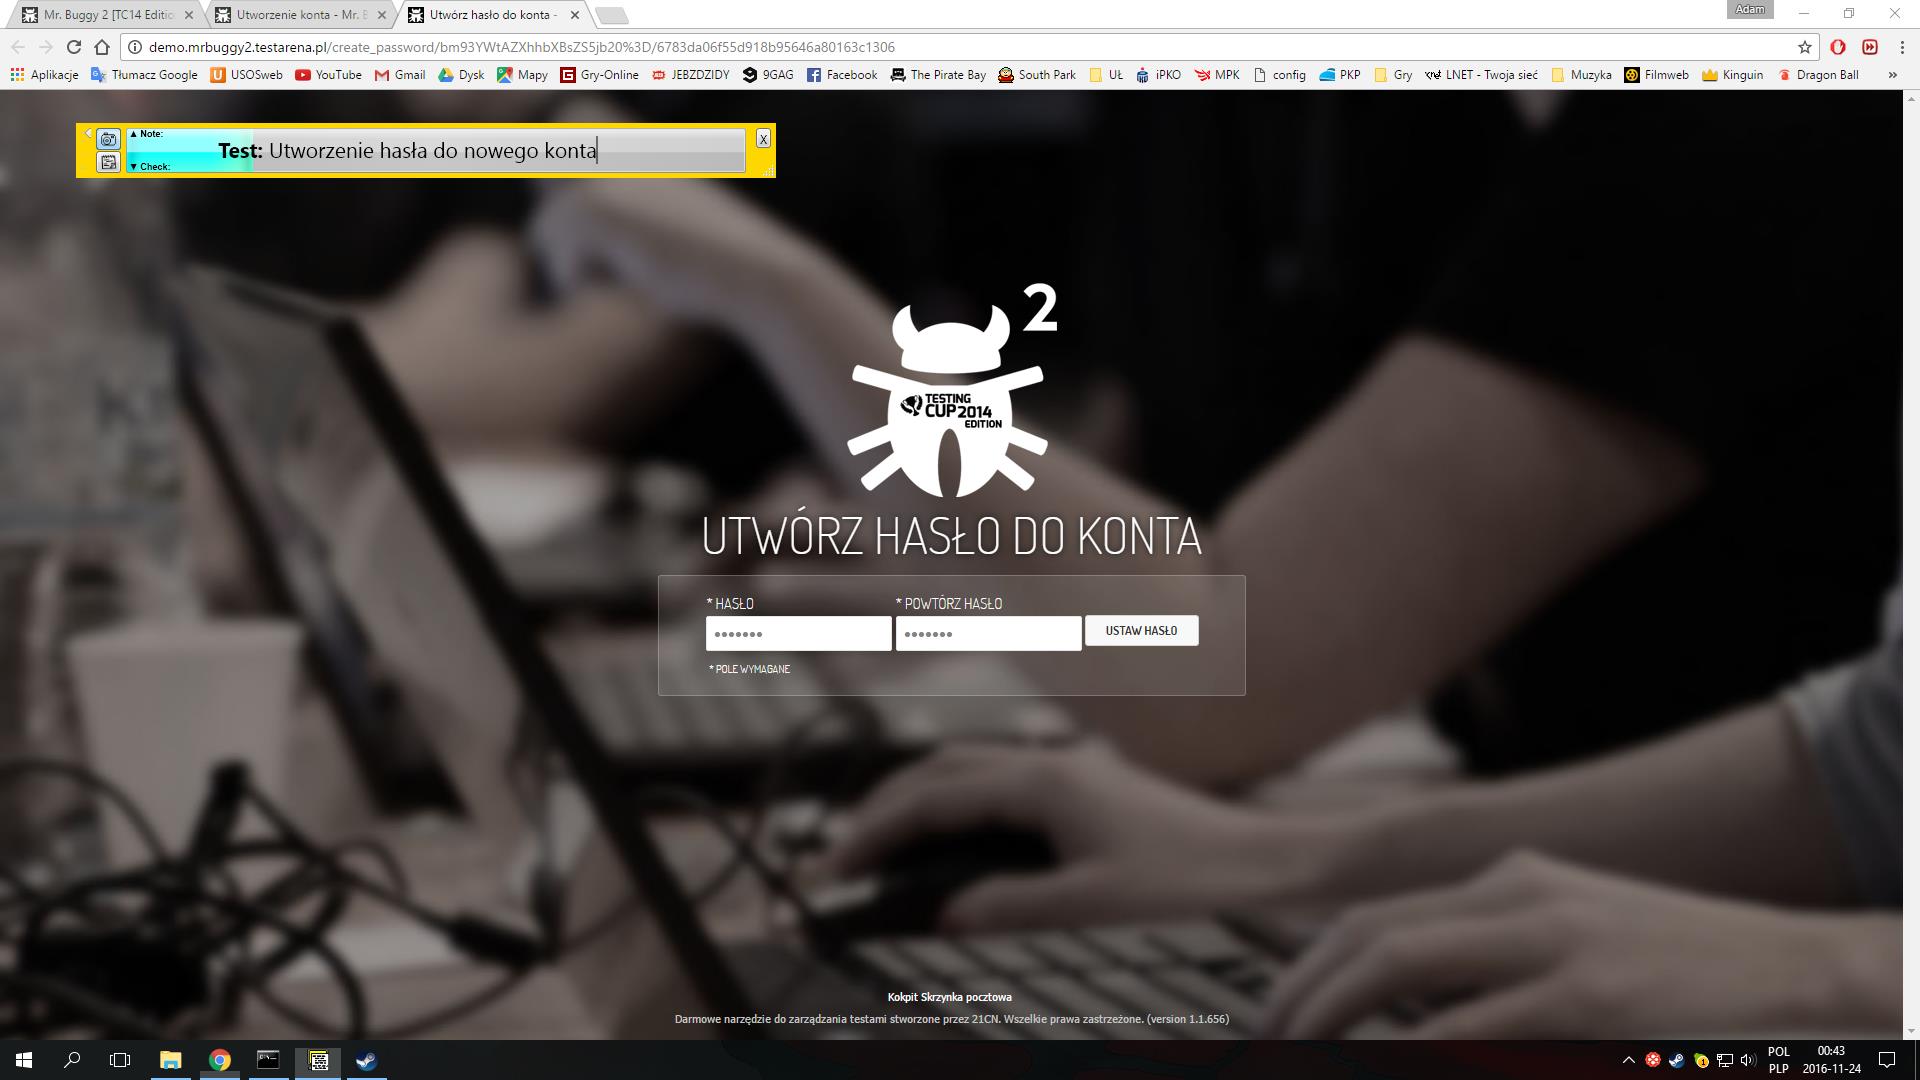 Mr. Buggy 2 [TC14 Editio
Utworzenie konta - Mr. B
Utwórz hasło do konta -
Adam
demo.mrbuggy2.testarena.pl/create_password/bm93YWtAZXhhbXBsZS5jb20%3D/6783da06f55d918b95646a80163c1306
Aplikacje
Tłumacz Google
USOSweb
YouTube
Gmail
Dysk
Mapy
Gry-Online
JEBZDZIDY
9GAG
Facebook
The Pirate Bay
South Park
UŁ
iPKO
MPK
config
PKP
Gry
LNET - Twoja sieć
Muzyka
Filmweb
Kinguin
Dragon Ball
»
▲ Note:
Test: Utworzenie hasła do nowego konta
▼ Check:
X
2
TESTING
CUP 2014
EDITION
UTWÓRZ HASŁO DO KONTA
* HASŁO
* POWTÓRZ HASŁO
USTAW HASŁO
* POLE WYMAGANE
Kokpit Skrzynka pocztowa
Darmowe narzędzie do zarządzania testami stworzone przez 21CN. Wszelkie prawa zastrzeżone. (version 1.1.656)
POL
PLP
00:43
2016-11-24